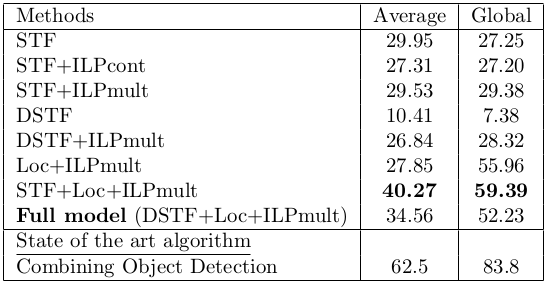 Methods Average Global
STF 29.95 27.25
STF+ILPcont 27.31 27.20
STF+ILPmult 29.53 29.38
DSTF 10.41 7.38
DSTF+ILPmult 26.84 28.32
Loc+ILPmult 27.85 55.96
STF+Loc+ILPmult 40.27 59.39
Full model (DSTF+Loc+ILPmult) 34.56 52.23
State of the art algorithm
Combining Object Detection 62.5 83.8